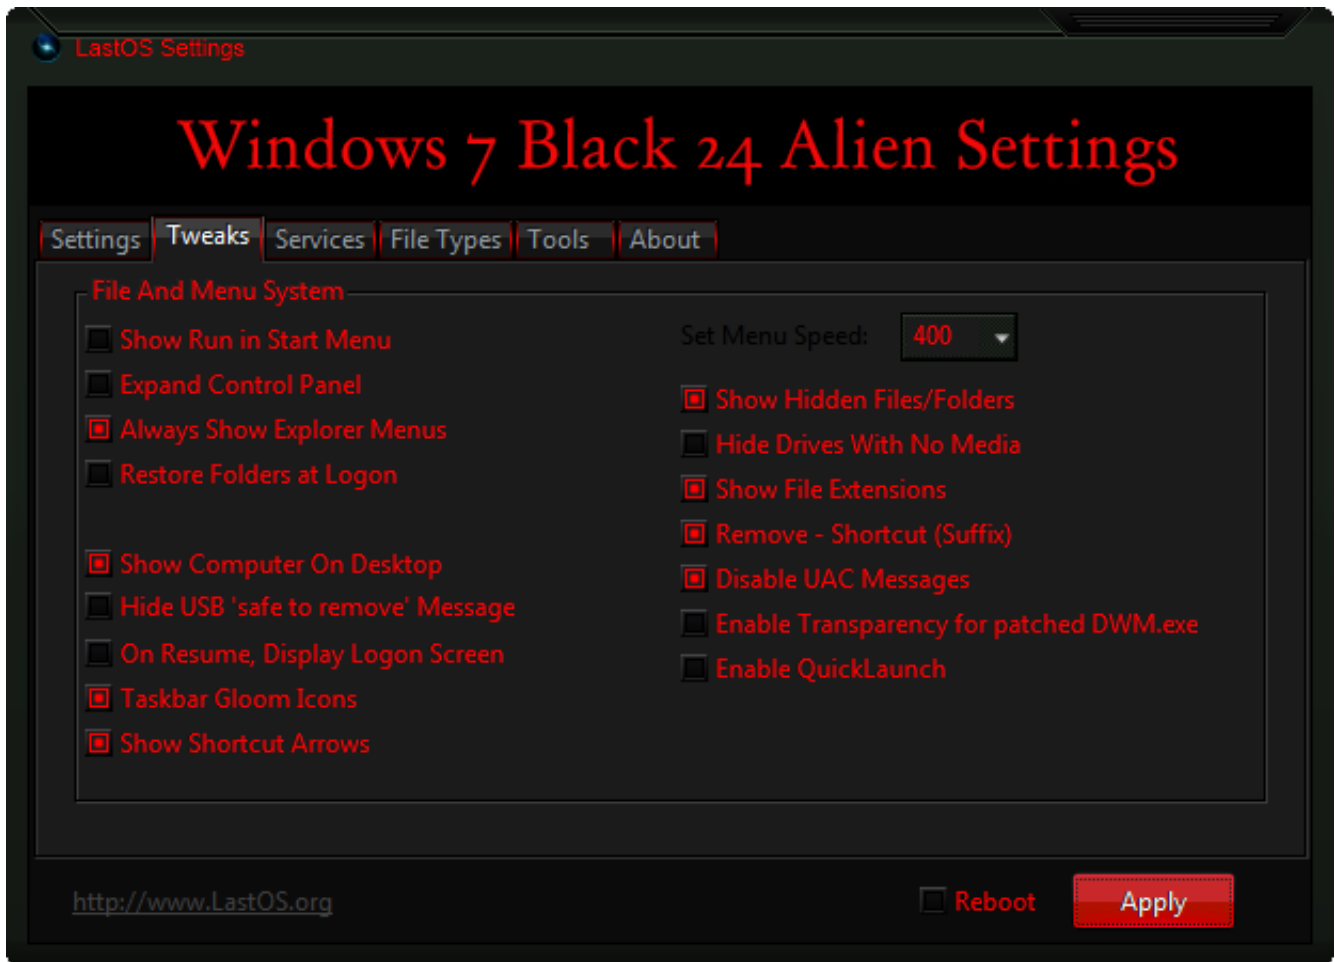 LastOS Settings
Windows 7 Black 24 Alien Settings
Settings Tweaks Services File Types Tools About
File And Menu System
Show Run in Start Menu
Expand Control Panel
Always Show Explorer Menus
Restore Folders at Logon
Show Computer On Desktop
Hide USB 'safe to remove' Message
On Resume, Display Logon Screen
Taskbar Gloom Icons
Show Shortcut Arrows
Set Menu Speed: 400
Show Hidden Files/Folders
Hide Drives With No Media
Show File Extensions
Remove - Shortcut (Suffix)
Disable UAC Messages
Enable Transparency for patched DWM.exe
Enable QuickLaunch
http://www.LastOS.org
Reboot Apply